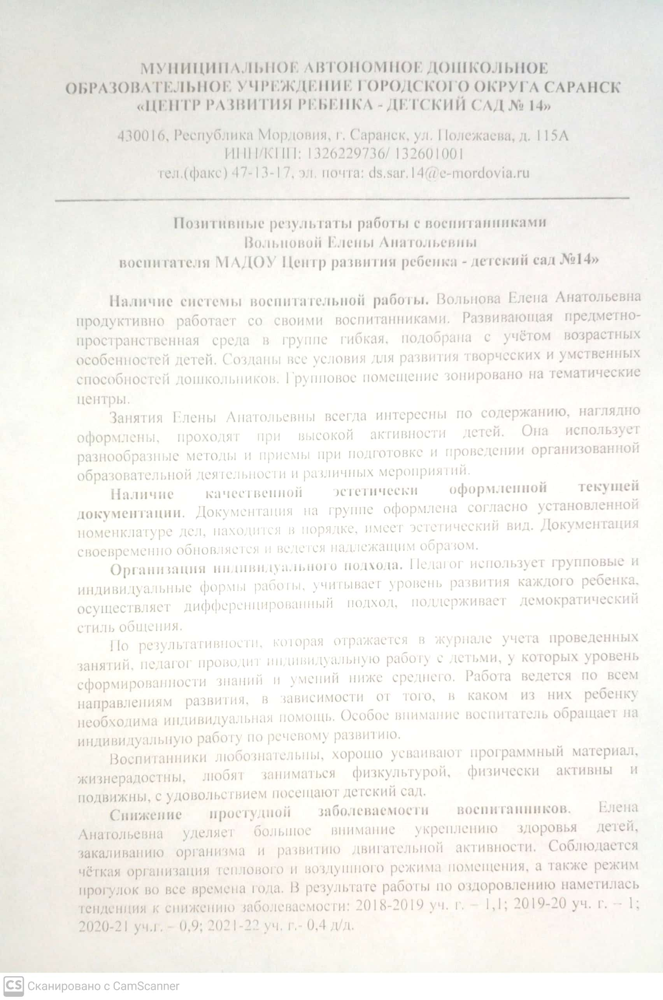 МУНИЦИПАЛЬНОЕ АВТОНОМНОЕ ДОШКОЛЬНОЕ
ОБРАЗОВАТЕЛЬНОЕ УЧРЕЖДЕНИЕ ГОРОДСКОГО ОКРУГА САРАНСК
«ЦЕНТР РАЗВИТИЯ РЕБЕНКА - ДЕТСКИЙ САД № 14»
430016, Республика Мордовия, г. Саранск, ул. Полежаева, д. 115А
ИНН/КПП: 1326229736/ 132601001
тел.(факс) 47-13-17, эл. почта: ds.sar.14@e-mordovia.ru
Позитивные результаты работы с воспитанниками
Вольновой Елены Анатольевны
воспитателя МАДОУ Центр развития ребенка - детский сад №14»
Наличие системы воспитательной работы. Вольнова Елена Анатольевна
продуктивно работает со своими воспитанниками. Развивающая предметно-
пространственная среда в группе гибкая, подобрана с учётом возрастных
особенностей детей. Созданы все условия для развития творческих и умственных
способностей дошкольников. Групповое помещение зонировано на тематические
центры.
Занятия Елены Анатольевны всегда интересны по содержанию, наглядно
оформлены, проходят при высокой активности детей. Она использует
разнообразные методы и приемы при подготовке и проведении организованной
образовательной деятельности и различных мероприятий.
Наличие качественной эстетически оформленной текущей
документации. Документация на группе оформлена согласно установленной
номенклатуре дел, находится в порядке, имеет эстетический вид. Документация
своевременно обновляется и ведется надлежащим образом.
Организация индивидуального подхода. Педагог использует групповые и
индивидуальные формы работы, учитывает уровень развития каждого ребенка,
осуществляет дифференцированный подход, поддерживает демократический
стиль общения.
По результативности, которая отражается в журнале учета проведенных
занятий, педагог проводит индивидуальную работу с детьми, у которых уровень
сформированности знаний и умений ниже среднего. Работа ведется по всем
направлениям развития, в зависимости от того, в каком из них ребенку
необходима индивидуальная помощь. Особое внимание воспитатель обращает на
индивидуальную работу по речевому развитию.
Воспитанники любознательны, хорошо усваивают программный материал,
жизнерадостны, любят заниматься физкультурой, физически активны и
подвижны, с удовольствием посещают детский сад.
Снижение простудной заболеваемости воспитанников. Елена
Анатольевна уделяет большое внимание укреплению здоровья детей,
закаливанию организма и развитию двигательной активности. Соблюдается
чёткая организация теплового и воздушного режима помещения, а также режим
прогулок во все времена года. В результате работы по оздоровлению наметилась
тенденция к снижению заболеваемости: 2018-2019 уч. г. – 1,1; 2019-20 уч. г. – 1;
2020-21 уч.г. – 0,9; 2021-22 уч. г.- 0,4 д/д.
CS Сканировано с CamScanner